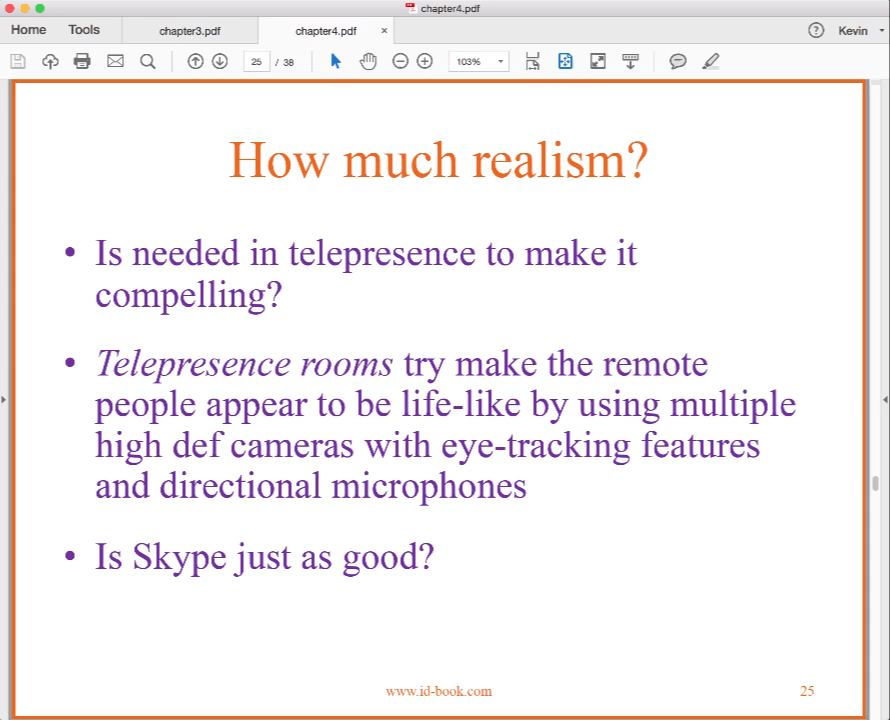 chapter4.pdf
Home Tools chapter3.pdf chapter4.pdf × ? Kevin
25 / 38 103%
How much realism?
• Is needed in telepresence to make it
compelling?
• Telepresence rooms try make the remote
people appear to be life-like by using multiple
high def cameras with eye-tracking features
and directional microphones
• Is Skype just as good?
www.id-book.com 25